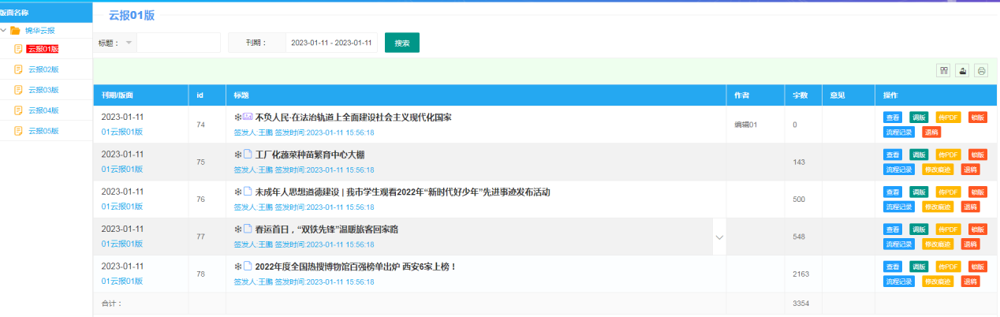 版面名称
锦华云报
云报01版
云报02版
云报03版
云报04版
云报05版
云报01版
标题： 刊期： 2023-01-11 - 2023-01-11 搜索
刊期/版面 id 标题 作者 字数 意见 操作
2023-01-11
01云报01版
74
不负人民·在法治轨道上全面建设社会主义现代化国家
签发人:王鹏 签发时间:2023-01-11 15:56:18
编辑01
0
查看 调版 传PDF 锁版
流程记录 退稿
2023-01-11
01云报01版
75
工厂化蔬菜种苗繁育中心大棚
签发人:王鹏 签发时间:2023-01-11 15:56:18
143
查看 调版 传PDF 锁版
流程记录 修改痕迹 退稿
2023-01-11
01云报01版
76
未成年人思想道德建设 | 我市学生观看2022年“新时代好少年”先进事迹发布活动
签发人:王鹏 签发时间:2023-01-11 15:56:18
500
查看 调版 传PDF 锁版
流程记录 修改痕迹 退稿
2023-01-11
01云报01版
77
春运首日，“双铁先锋”温暖旅客回家路
签发人:王鹏 签发时间:2023-01-11 15:56:18
548
查看 调版 传PDF 锁版
流程记录 修改痕迹 退稿
2023-01-11
01云报01版
78
2022年度全国热搜博物馆百强榜单出炉 西安6家上榜！
签发人:王鹏 签发时间:2023-01-11 15:56:18
2163
查看 调版 传PDF 锁版
流程记录 修改痕迹 退稿
合计： 3354